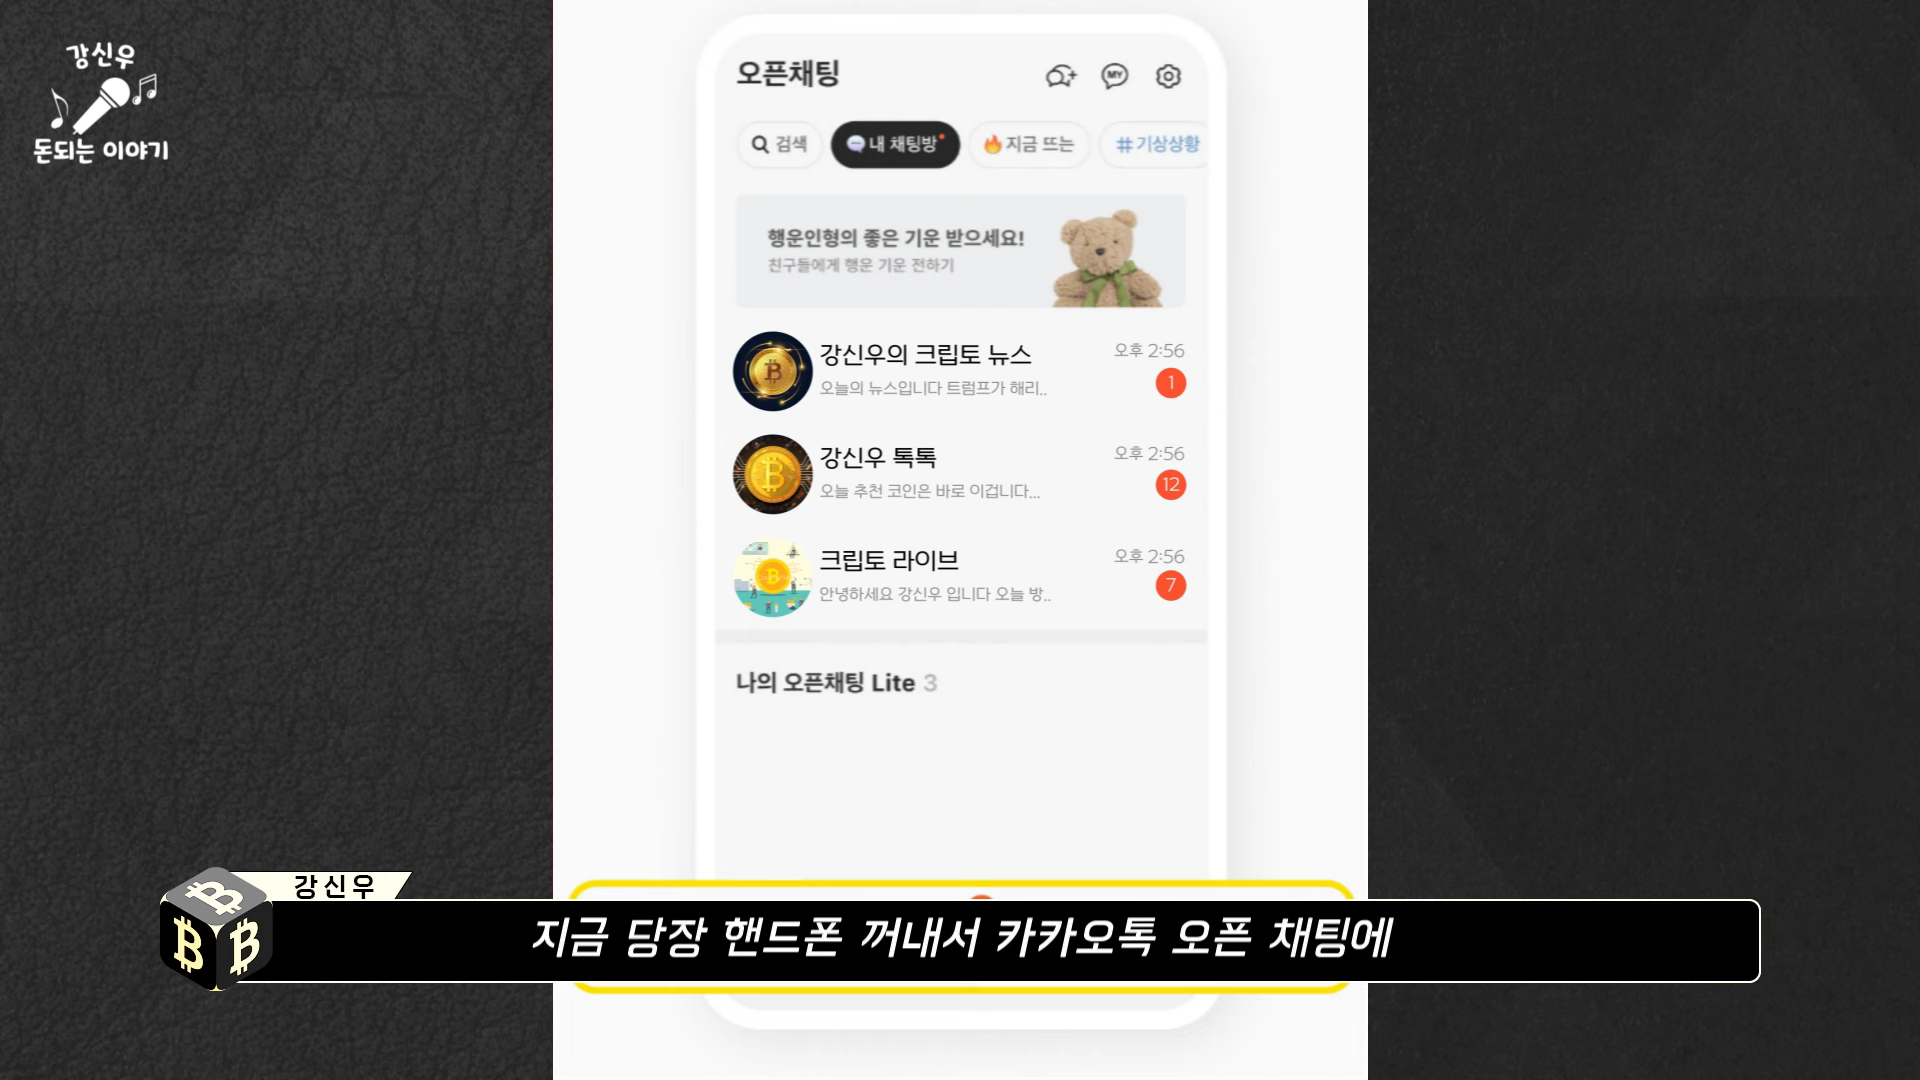 강신우
돈되는 이야기
오픈채팅
MY
검색
내 채팅방
지금 뜨는
#기상상황
행운인형의 좋은 기운 받으세요!
친구들에게 행운 기운 전하기
강신우의 크립토 뉴스
오후 2:56
오늘의 뉴스입니다 트럼프가 해리..
1
강신우 톡톡
오후 2:56
오늘 추천 코인은 바로 이겁니다...
12
크립토 라이브
오후 2:56
안녕하세요 강신우 입니다 오늘 방..
7
나의 오픈채팅 Lite 3
강신우
지금 당장 핸드폰 꺼내서 카카오톡 오픈 채팅에